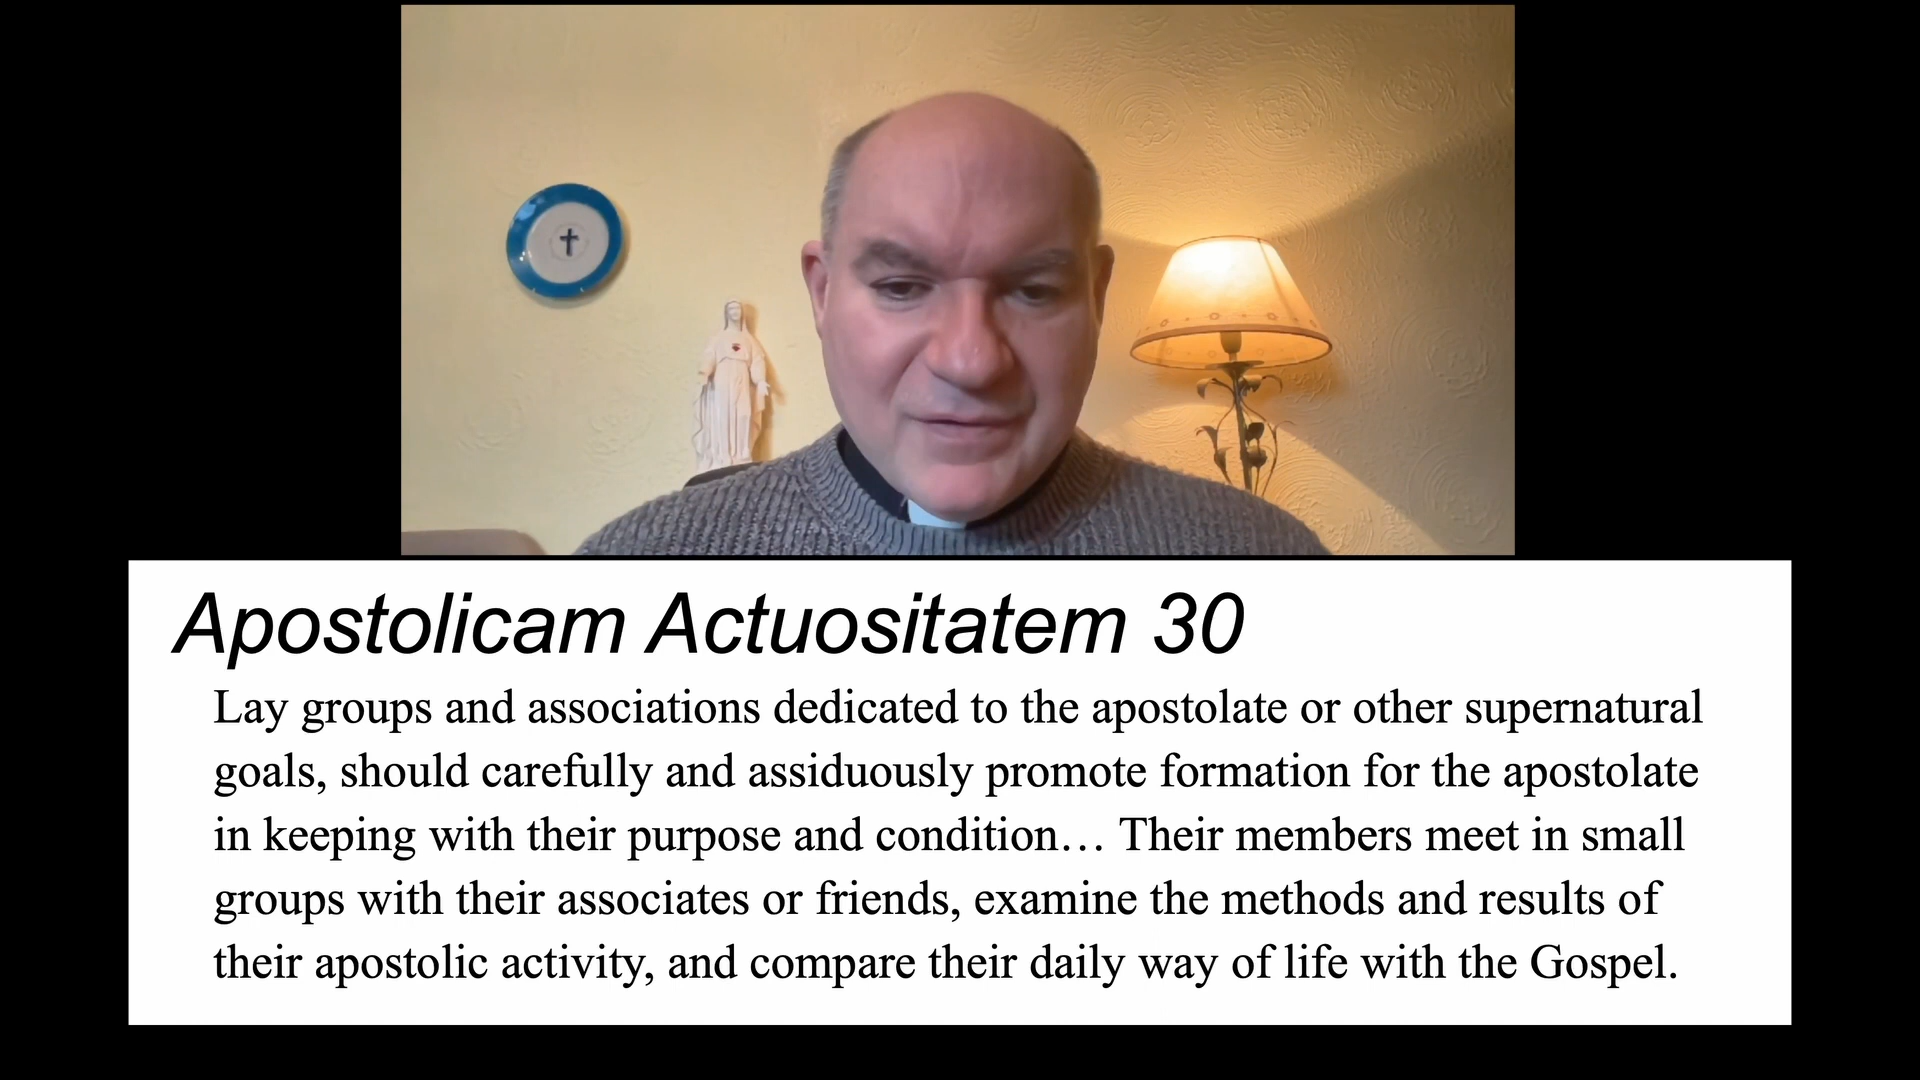 Apostolicam Actuositatem 30
Lay groups and associations dedicated to the apostolate or other supernatural
goals, should carefully and assiduously promote formation for the apostolate
in keeping with their purpose and condition… Their members meet in small
groups with their associates or friends, examine the methods and results of
their apostolic activity, and compare their daily way of life with the Gospel.